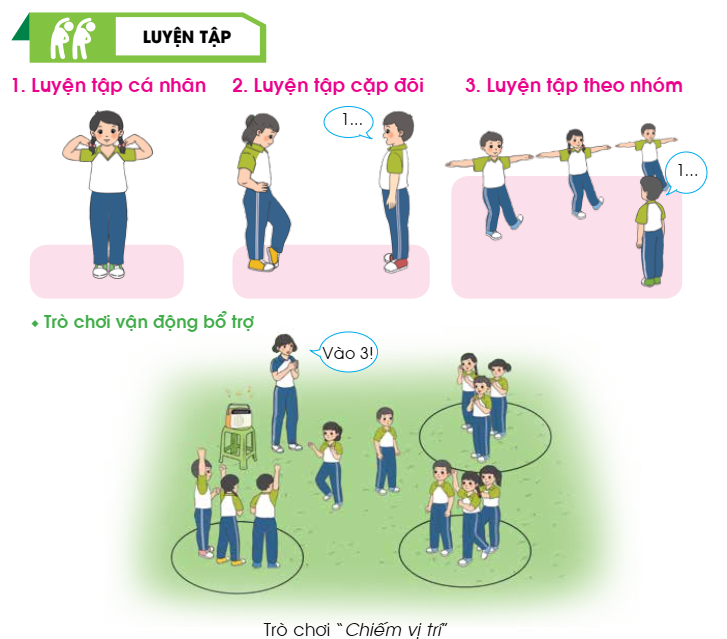 LUYỆN TẬP
1. Luyện tập cá nhân
2. Luyện tập cặp đôi
3. Luyện tập theo nhóm
1...
1...
⬩ Trò chơi vận động bổ trợ
Vào 3!
Trò chơi “Chiếm vị trí”